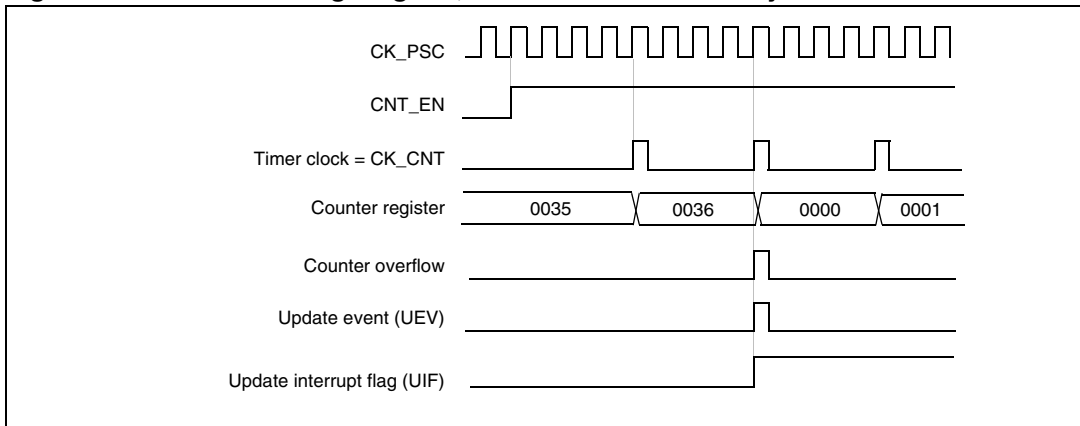 CK_PSC
CNT_EN
Timer clock = CK_CNT
Counter register
0035
0036
0000
0001
Counter overflow
Update event (UEV)
Update interrupt flag (UIF)